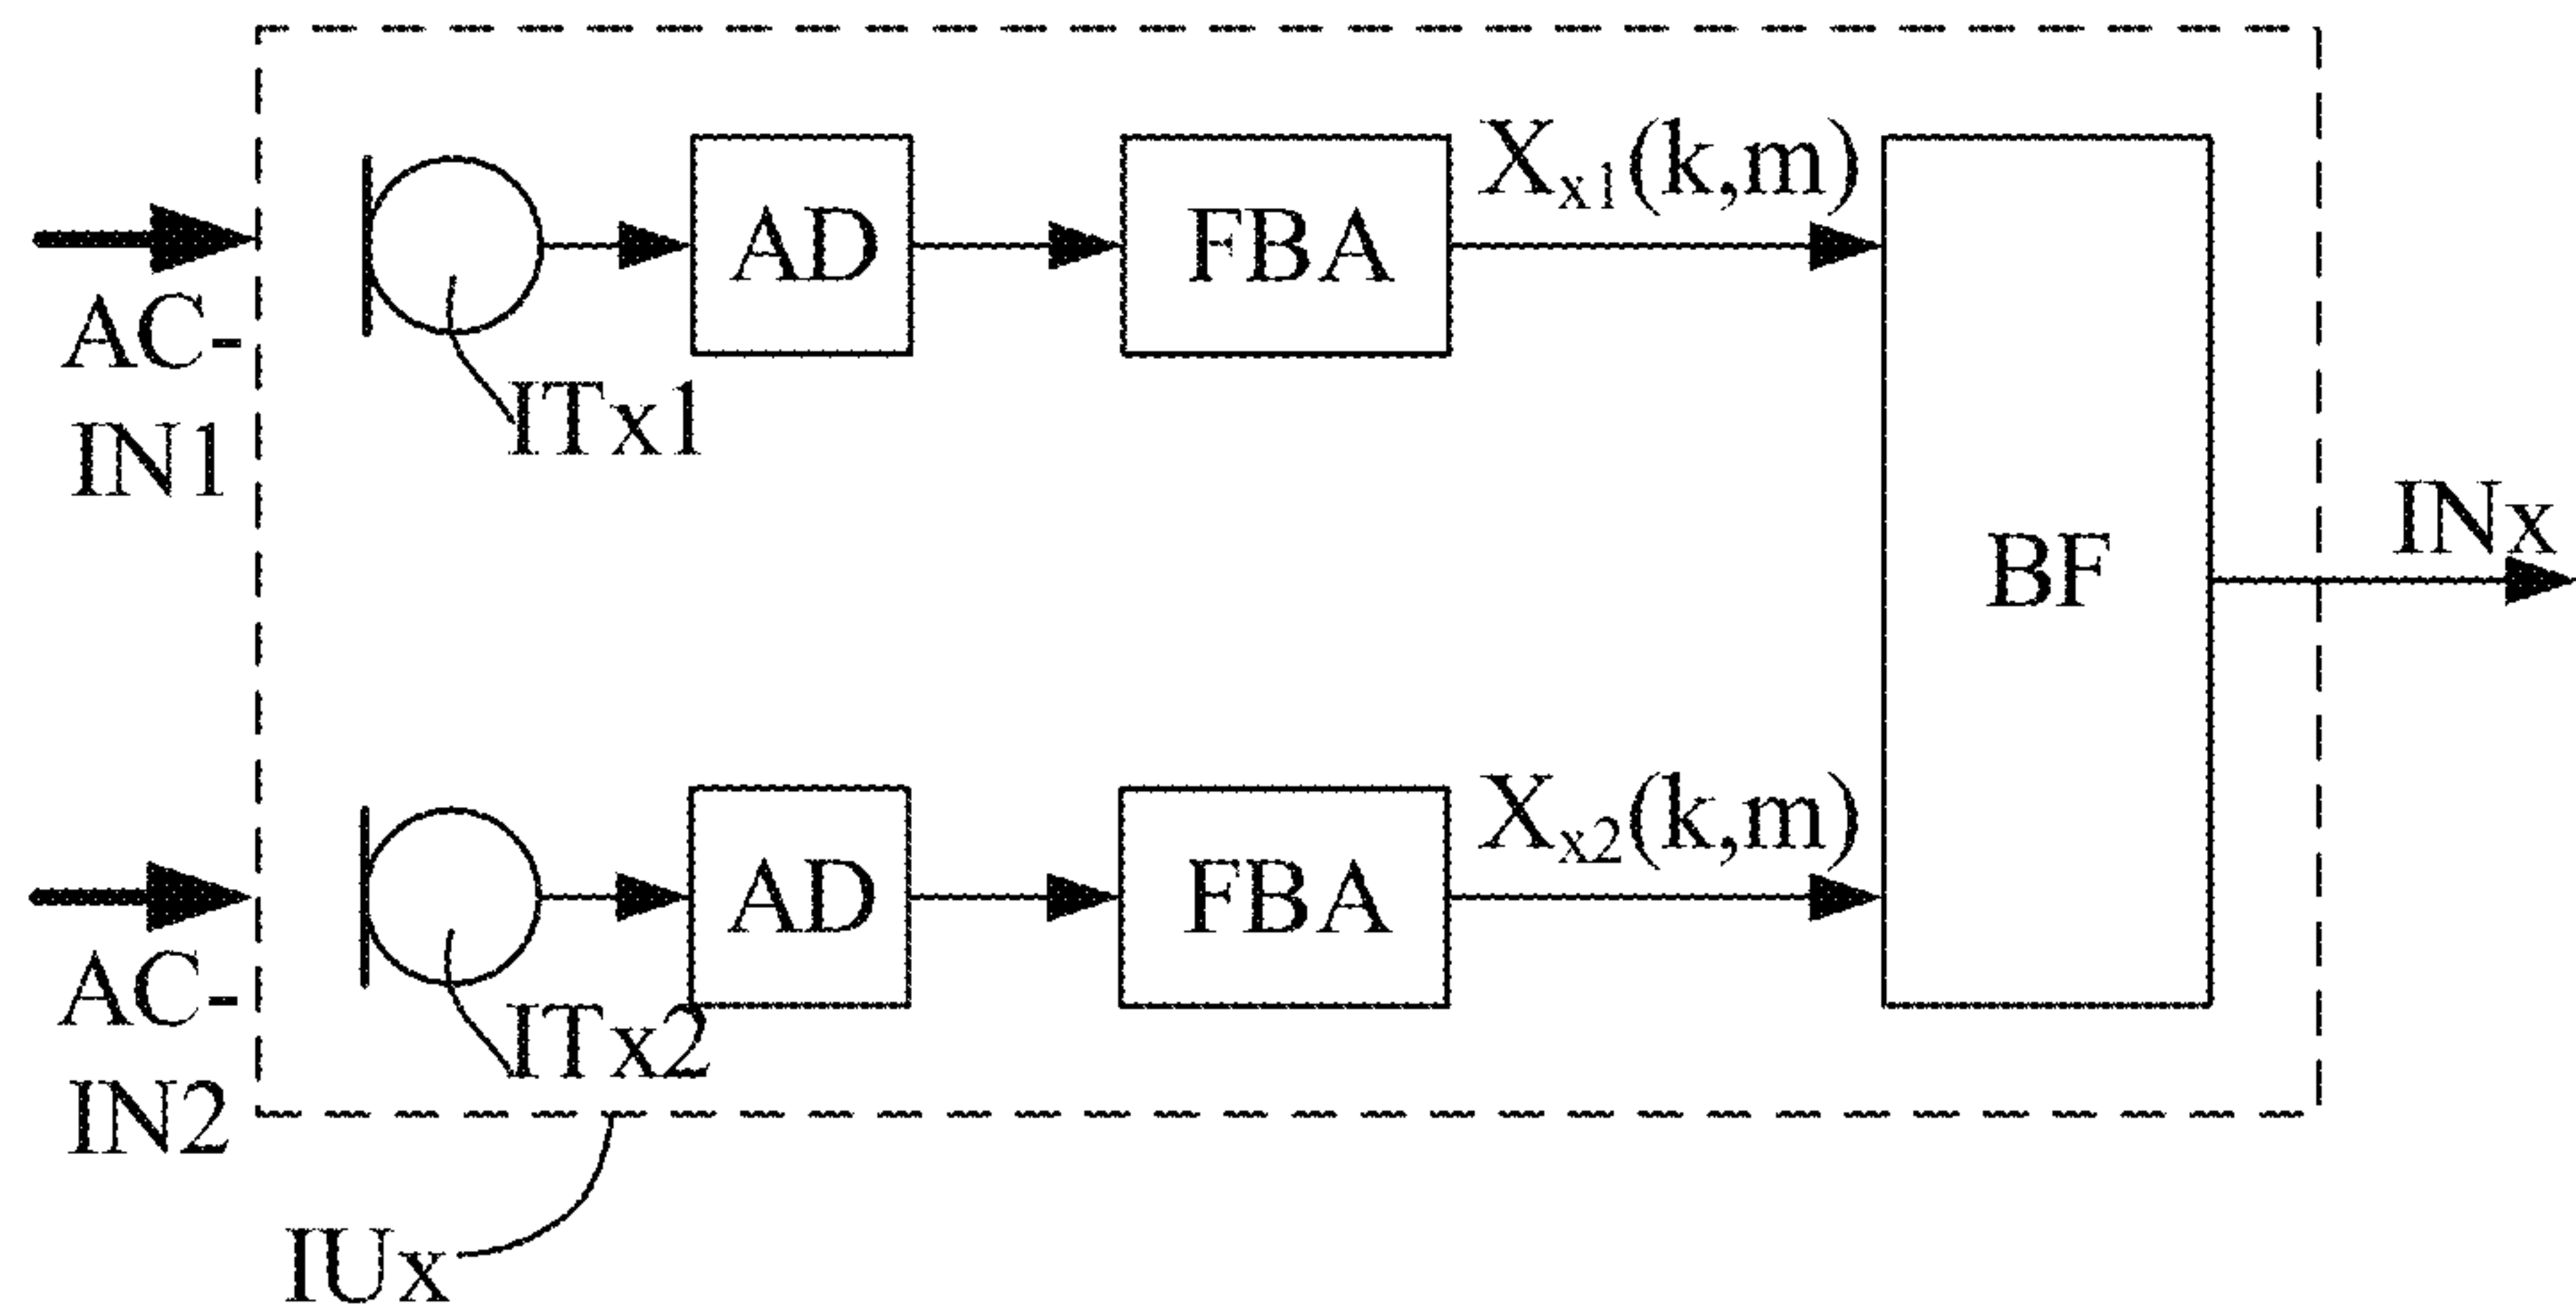 AC-
IN1
ITx1
AD
FBA
Xx1(k,m)
BF
INx
AC-
IN2
ITx2
AD
FBA
Xx2(k,m)
IUx